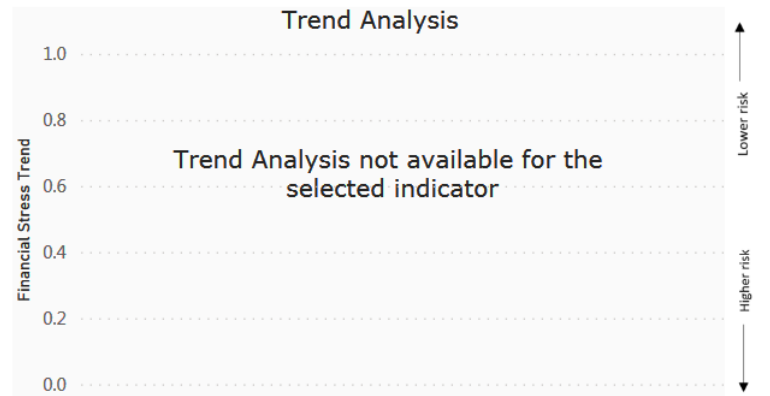 Trend Analysis
1.0
0.8
0.6
0.4
0.2
0.0
Financial Stress Trend
Trend Analysis not available for the
selected indicator
Lower risk
Higher risk